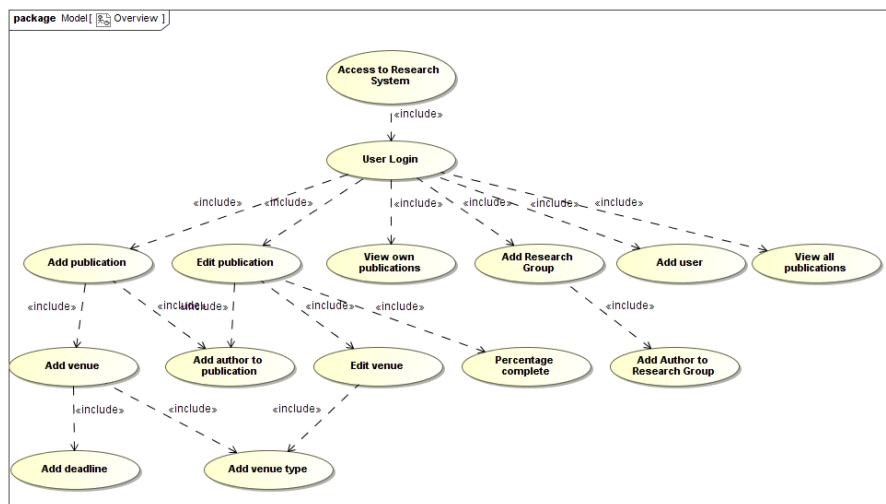 package Model[ Overview ]
Access to Research
System
«include»
User Login
«include»
«include»
«include»
«include»
«include»
«include»
Add publication
Edit publication
View own
publications
Add Research
Group
Add user
View all
publications
«include»
«include»
«include»
«include»
«include»
«include»
Add venue
Add author to
publication
Edit venue
Percentage
complete
Add Author to
Research Group
«include»
«include»
«include»
Add deadline
Add venue type